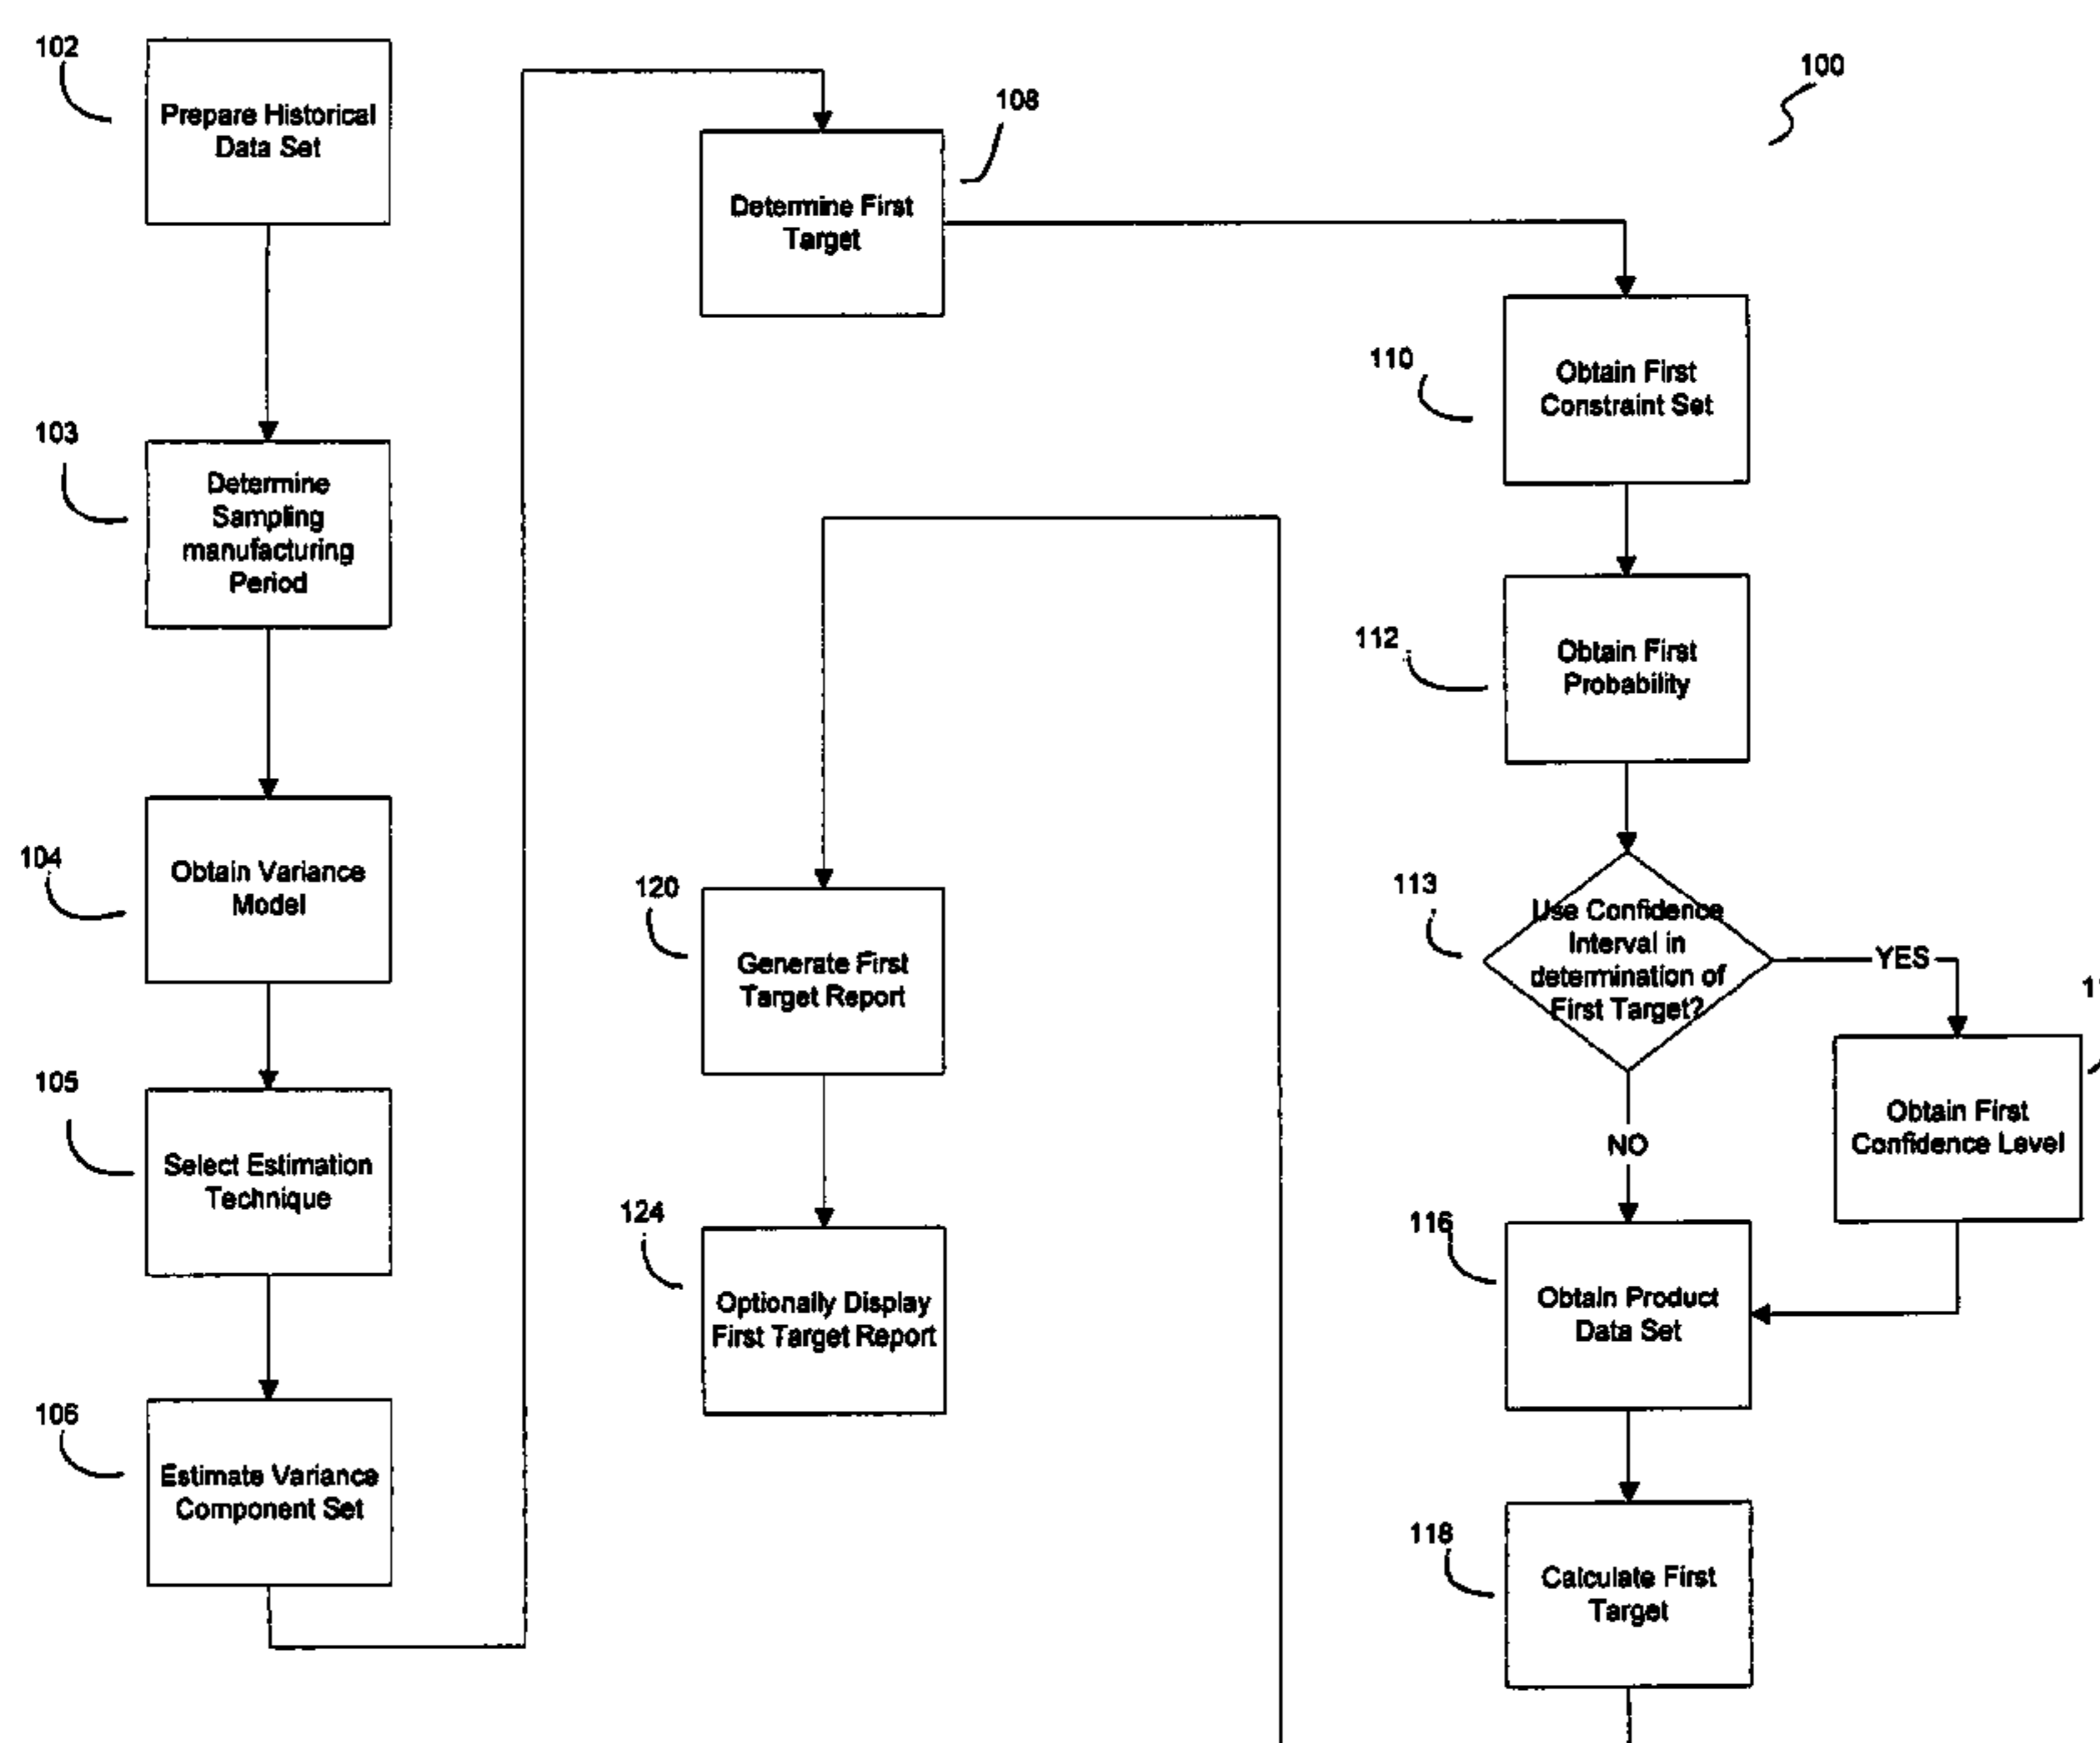 102
Prepare Historical
Data Set
103
Determine
Sampling
manufacturing
Period
104
Obtain Variance
Model
105
Select Estimation
Technique
106
Estimate Variance
Component Set
108
Determine First
Target
100
110
Obtain First
Constraint Set
112
Obtain First
Probability
113
Use Confidence
Interval in
determination of
First Target?
YES
Obtain First
Confidence Level
NO
116
Obtain Product
Data Set
118
Calculate First
Target
120
Generate First
Target Report
124
Optionally Display
First Target Report